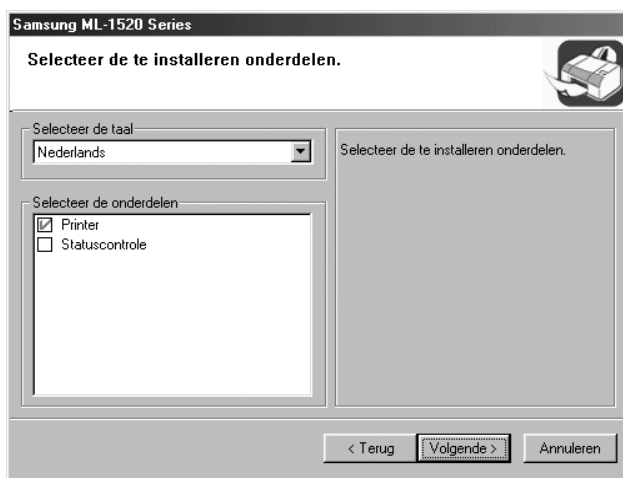 Samsung ML-1520 Series
Selecteer de te installeren onderdelen.
Selecteer de taal
Nederlands
Selecteer de te installeren onderdelen.
Selecteer de onderdelen
Printer
Statuscontrole
< Terug
Volgende >
Annuleren